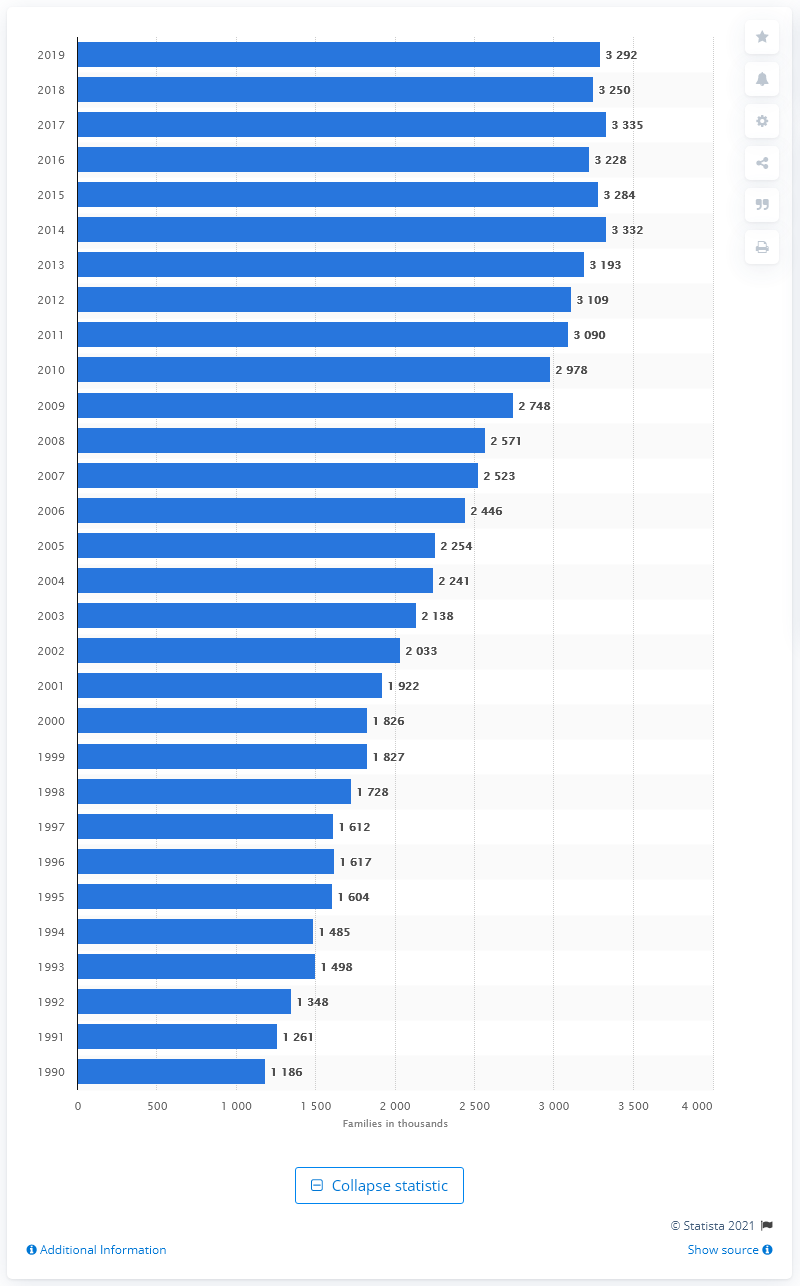 2019 3 292
2018 3 250
2017 3 335
2016 3 228
2015 3 284
2014 3 332
2013 3 193
2012 3 109
2011 3 090
2010 2 978
2009 2 748
2008 2 571
2007 2 523
2006 2 446
2005 2 254
2004 2 241
2003 2 138
2002 2 033
2001 1 922
2000 1 826
1999 1 827
1998 1 728
1997 1 612
1996 1 617
1995 1 604
1994 1 485
1993 1 498
1992 1 348
1991 1 261
1990 1 186
0 500 1 000 1 500 2 000 2 500 3 000 3 500 4 000
Families in thousands
Collapse statistic
© Statista 2021
Additional Information Show source